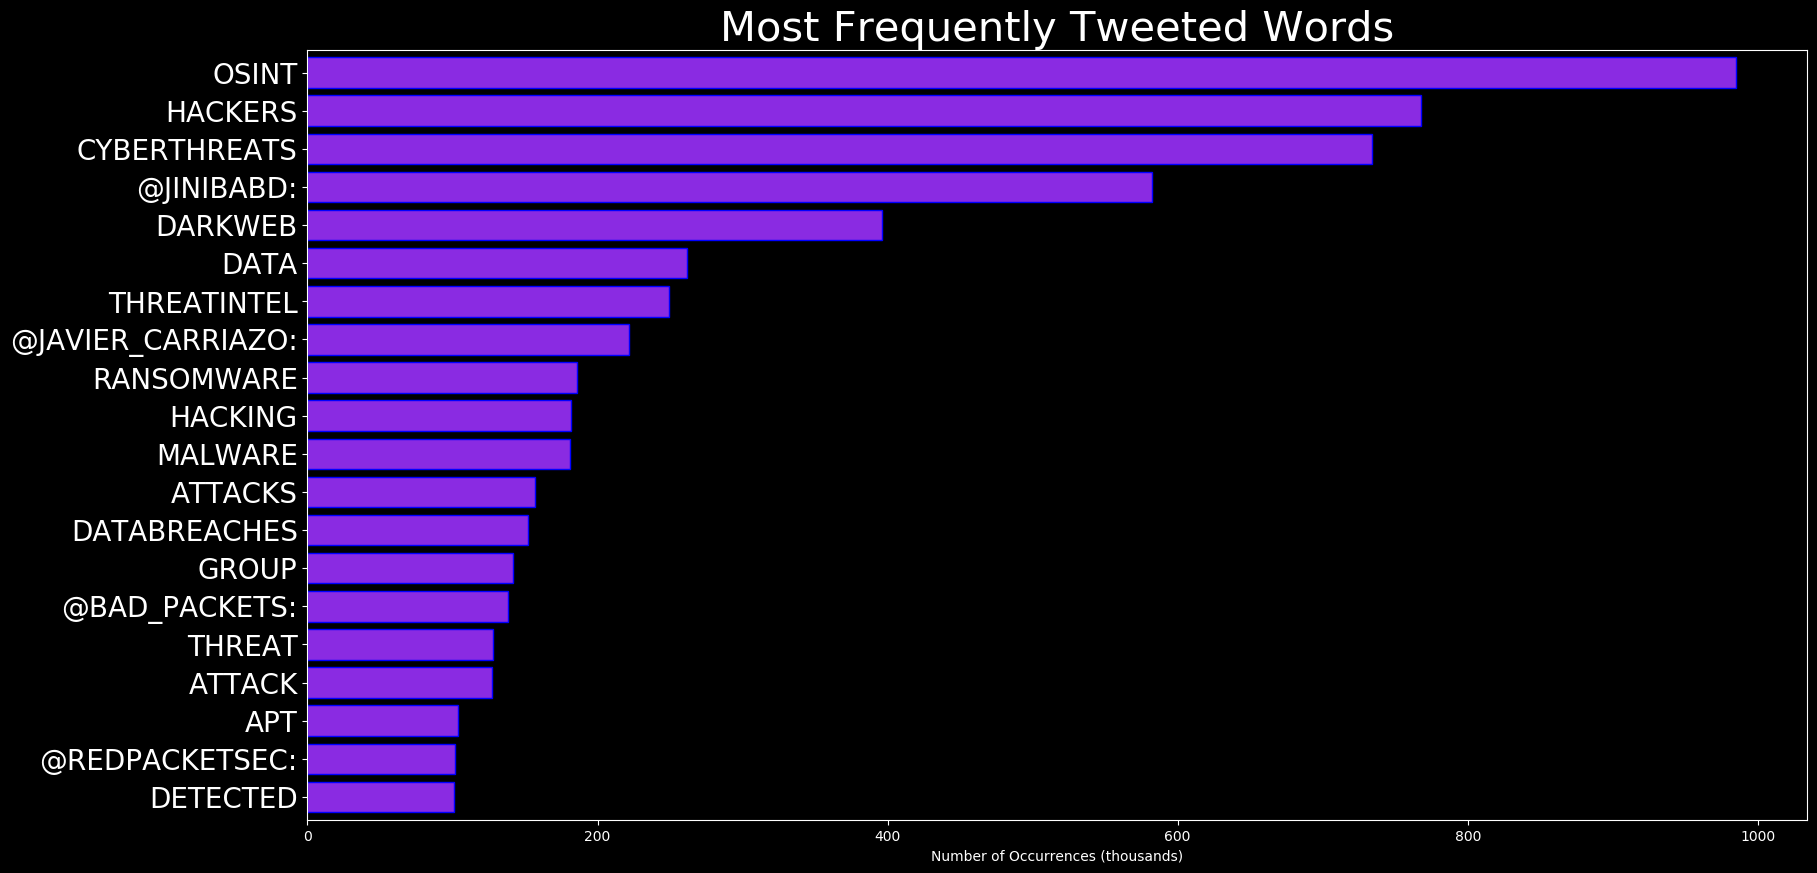 Most Frequently Tweeted Words
OSINT
HACKERS
CYBERTHREATS
@JINIBABD:
DARKWEB
DATA
THREATINTEL
@JAVIER_CARRIAZO:
RANSOMWARE
HACKING
MALWARE
ATTACKS
DATABREACHES
GROUP
@BAD_PACKETS:
THREAT
ATTACK
APT
@REDPACKETSEC:
DETECTED
0 200 400 600 800 1000
Number of Occurrences (thousands)